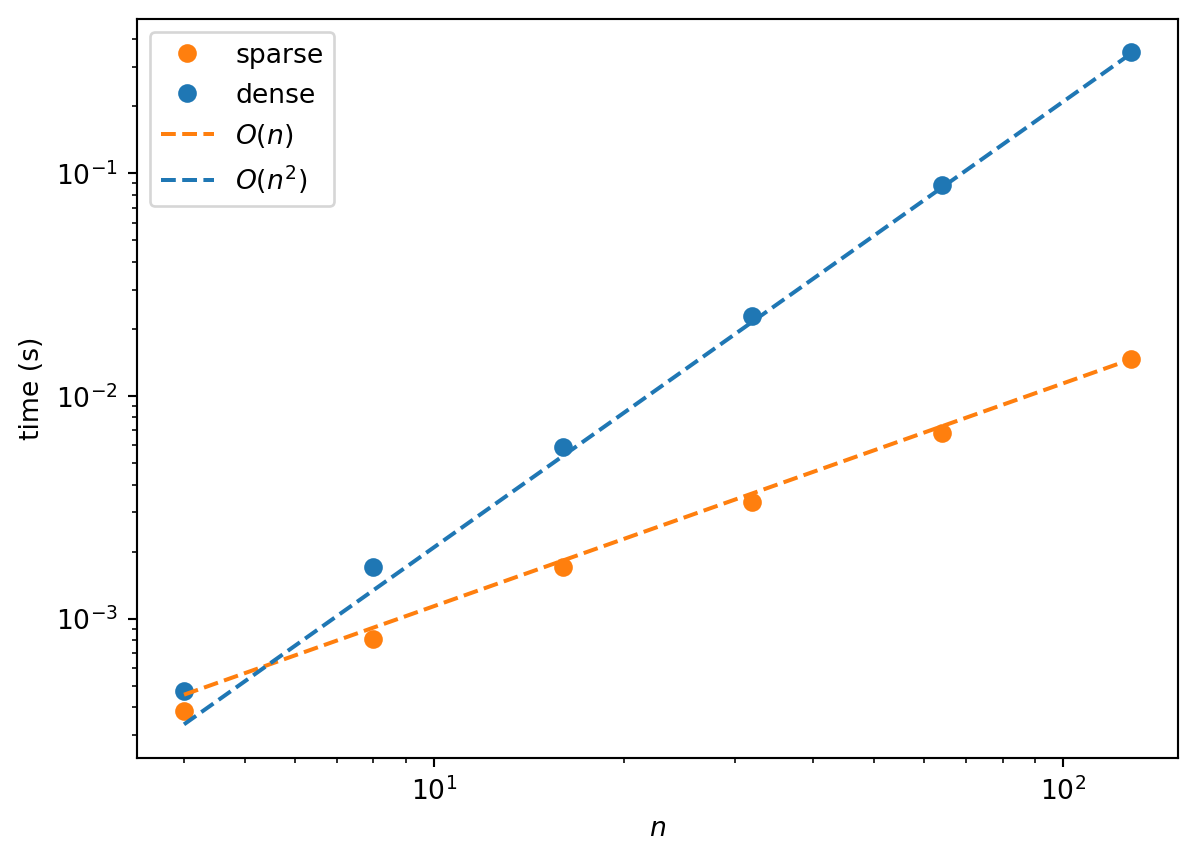 sparse
dense
O(n)
O(n²)
10⁻¹
10⁻²
10⁻³
time (s)
10¹
10²
n